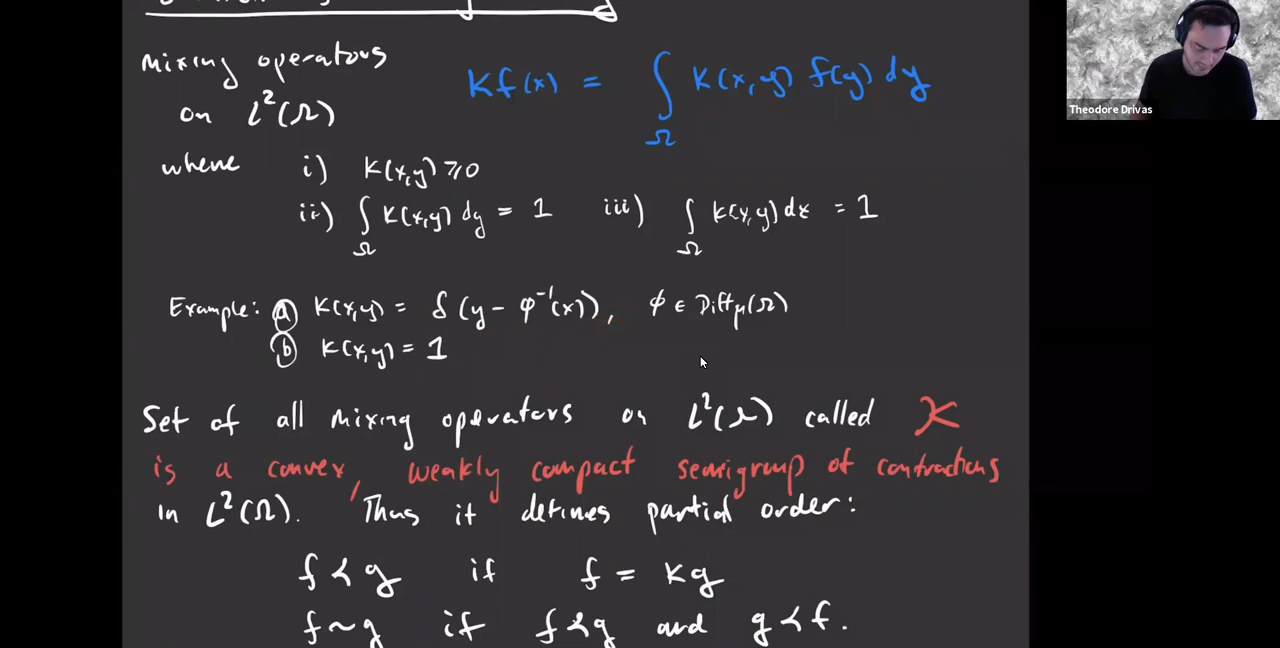 Mixing operators
on L²(Ω)
Kf(x) = ∫_Ω K(x,y) f(y) dy
where i) K(x,y) ≥ 0
ii) ∫_Ω K(x,y) dy = 1 iii) ∫_Ω K(x,y) dx = 1
Example: ⓐ K(x,y) = δ(y - φ⁻¹(x)), φ ∈ Diff_μ(Ω)
ⓑ K(x,y) = 1
Set of all mixing operators on L²(Ω) called K
is a convex, weakly compact semigroup of contractions
in L²(Ω). Thus it defines partial order:
f ≺ g if f = Kg
f ~ g if f ≺ g and g ≺ f.
Theodore Drivas